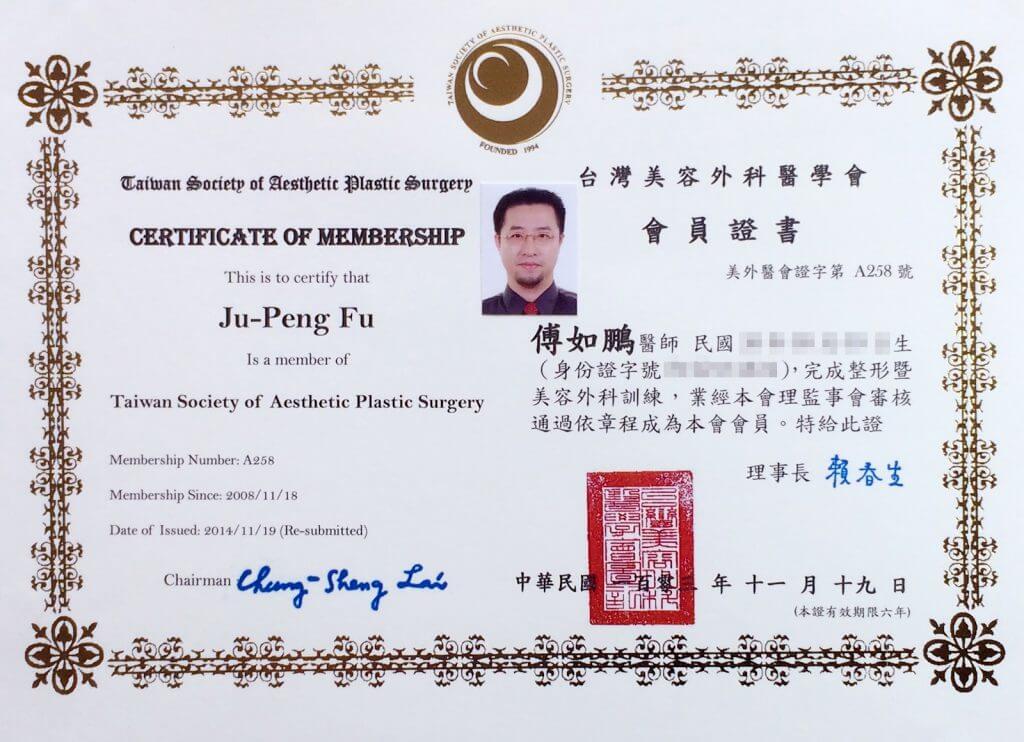 TAIWAN SOCIETY OF AESTHETIC PLASTIC SURGERY
FOUNDED 1994
Taiwan Society of Aesthetic Plastic Surgery
CERTIFICATE OF MEMBERSHIP
This is to certify that
Ju-Peng Fu
Is a member of
Taiwan Society of Aesthetic Plastic Surgery
Membership Number: A258
Membership Since: 2008/11/18
Date of Issued: 2014/11/19 (Re-submitted)
Chairman Chung-Sheng Lai
台灣美容外科醫學會
會員證書
美外醫會證字第 A258 號
傅如鵬醫師 民國 生
(身份證字號 ),完成整形暨
美容外科訓練,業經本會理監事會審核
通過依章程成為本會會員。特給此證
理事長 賴春生
中華民國 百零三年十一月十九日
(本證有效期限六年)